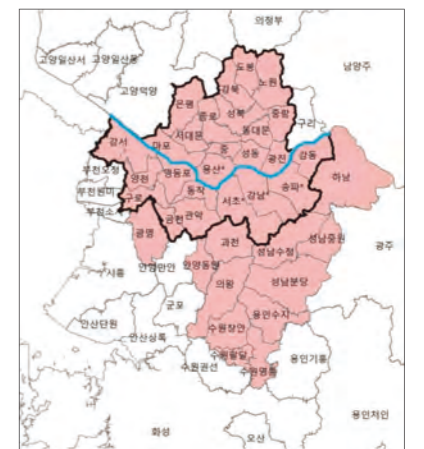 의정부
도봉
고양일산서 고양일산동
남양주
강북 노원
고양덕양
은평
종로 성북 중랑
구리
강서
서대문 동대문
마포
중 성동
광진 강동
부천오정
양천 영등포 용산*
하남
부천원미
동작
서초* 강남* 송파*
구로
부천소
금천 관악
광명
과천
성남수정 성남중원
광주
시흥
안양만안 안양동안
의왕
성남분당
군포
안산단원
용인수지
안산상록
수원장안
수원팔달
수원권선
수원영통
용인기흥
용인처인
화성
오산